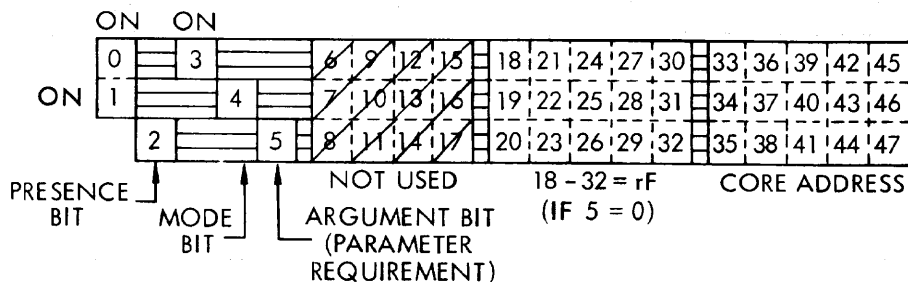 ON ON
0 3 6 9 12 15 18 21 24 27 30 33 36 39 42 45
ON 1 4 7 10 13 16 19 22 25 28 31 34 37 40 43 46
2 5 8 11 14 17 20 23 26 29 32 35 38 41 44 47
PRESENCE BIT
MODE BIT
ARGUMENT BIT
(PARAMETER
REQUIREMENT)
NOT USED
18-32 = rF
(IF 5 = 0)
CORE ADDRESS